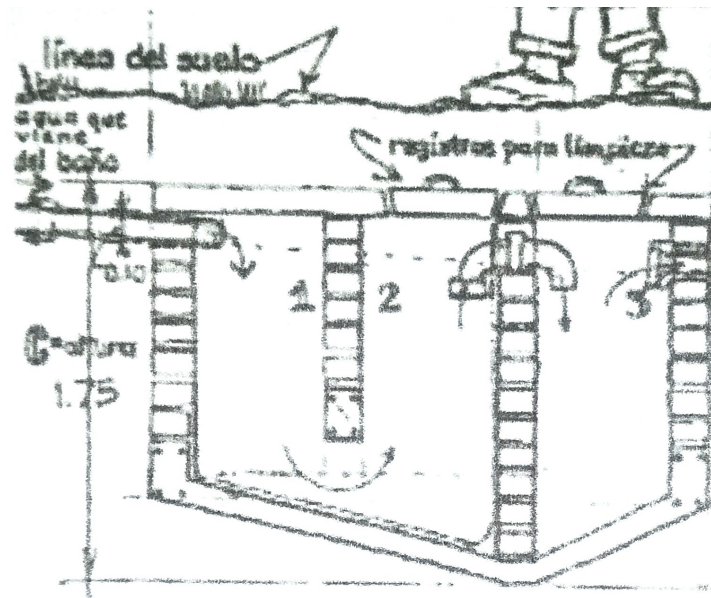 línea del suelo
agua que
viene
del baño
registros para limpieza
0.10
1 2 3
C=altura
1.75